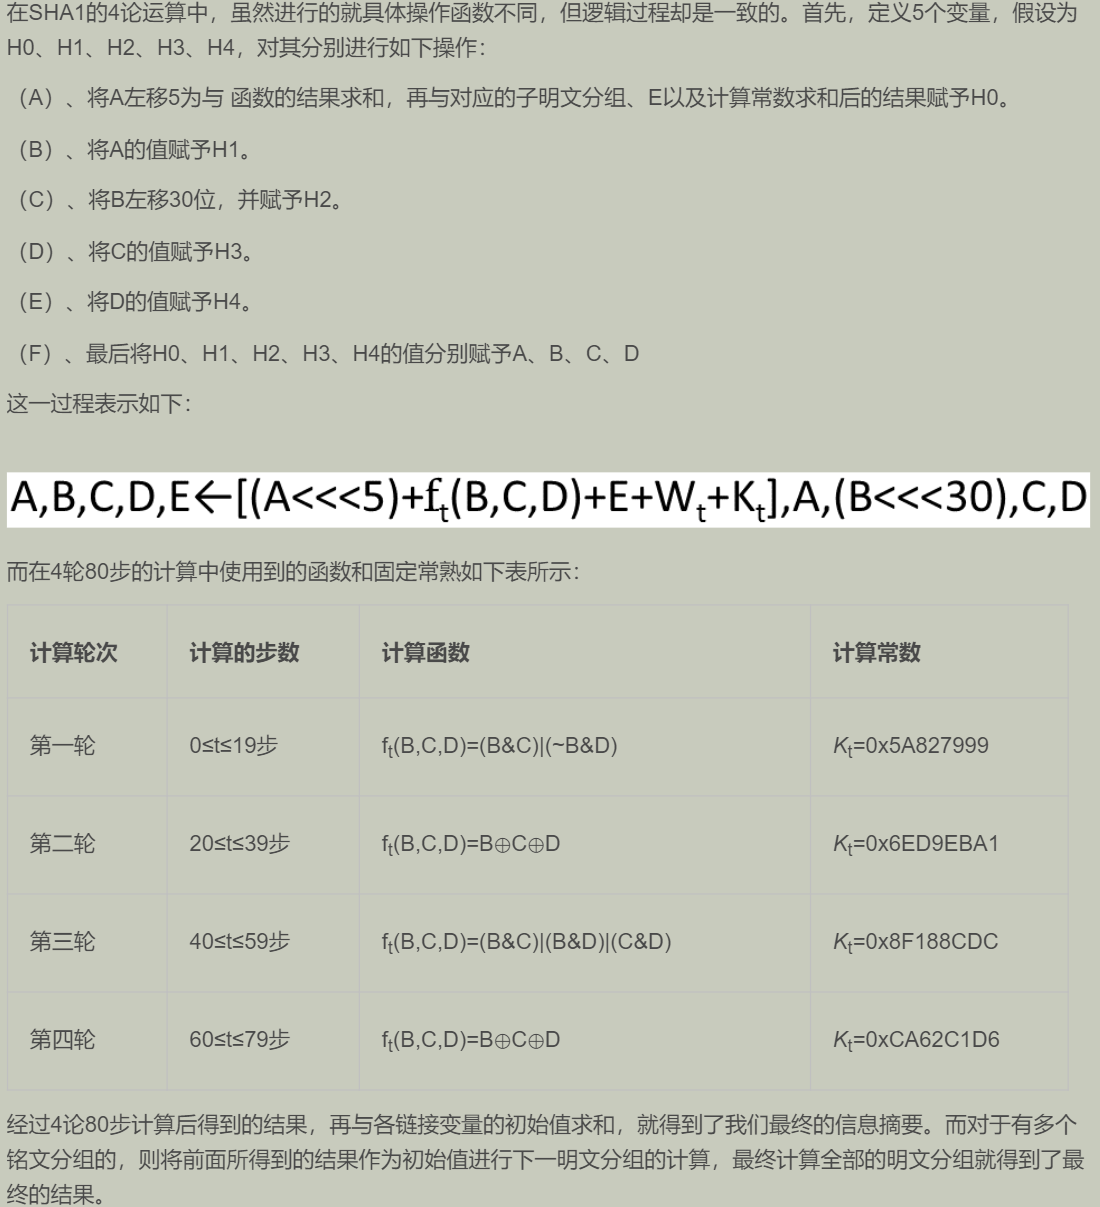 在SHA1的4论运算中，虽然进行的就具体操作函数不同，但逻辑过程却是一致的。首先，定义5个变量，假设为
H0、H1、H2、H3、H4，对其分别进行如下操作：
（A）、将A左移5为与 函数的结果求和，再与对应的子明文分组、E以及计算常数求和后的结果赋予H0。
（B）、将A的值赋予H1。
（C）、将B左移30位，并赋予H2。
（D）、将C的值赋予H3。
（E）、将D的值赋予H4。
（F）、最后将H0、H1、H2、H3、H4的值分别赋予A、B、C、D
这一过程表示如下：
A,B,C,D,E←[(A<<<5)+ft(B,C,D)+E+Wt+Kt],A,(B<<<30),C,D
而在4轮80步的计算中使用到的函数和固定常熟如下表所示：
计算轮次 计算的步数 计算函数 计算常数
第一轮 0≤t≤19步 ft(B,C,D)=(B&C)|(~B&D) Kt=0x5A827999
第二轮 20≤t≤39步 ft(B,C,D)=B⊕C⊕D Kt=0x6ED9EBA1
第三轮 40≤t≤59步 ft(B,C,D)=(B&C)|(B&D)|(C&D) Kt=0x8F188CDC
第四轮 60≤t≤79步 ft(B,C,D)=B⊕C⊕D Kt=0xCA62C1D6
经过4论80步计算后得到的结果，再与各链接变量的初始值求和，就得到了我们最终的信息摘要。而对于有多个
铭文分组的，则将前面所得到的结果作为初始值进行下一明文分组的计算，最终计算全部的明文分组就得到了最
终的结果。